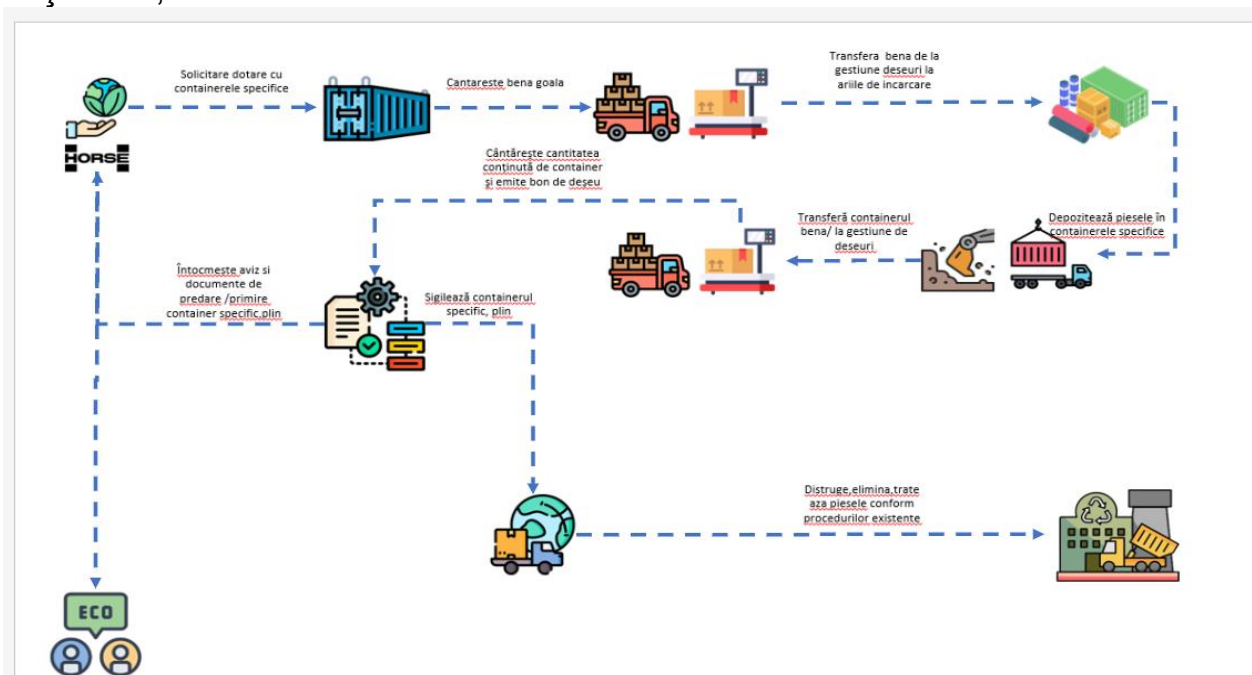 Solicitare dotare cu
containerele specifice
Cantareste bena goala
Transfera bena de la
gestiune deseuri la
ariile de incarcare
HORSE
Cântărește cantitatea
conținută de container
și emite bon de deșeu
Transferă containerul
bena/ la gestiune de
deseuri
Depozitează piesele în
containerele specifice
Întocmește aviz si
documente de
predare /primire
container specific,plin
Sigilează containerul
specific, plin
Distruge,elimina,trate
aza piesele conform
procedurilor existente
ECO